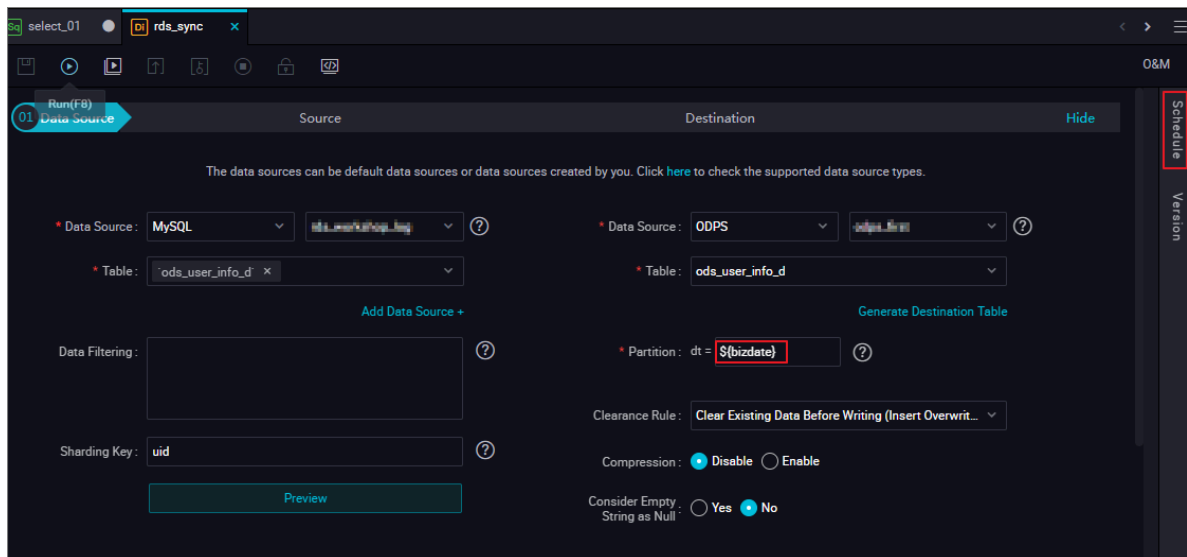 Sq select_01 Di rds_sync ×
O&M
Run(F8)
01 Data Source Source Destination Hide
Schedule
Version
The data sources can be default data sources or data sources created by you. Click here to check the supported data source types.
* Data Source : MySQL ? * Data Source : ODPS ?
* Table : `ods_user_info_d` × * Table : ods_user_info_d
Add Data Source + Generate Destination Table
Data Filtering : ? * Partition : dt = ${bizdate} ?
Clearance Rule : Clear Existing Data Before Writing (Insert Overwrit...
Sharding Key : uid ?
Compression : Disable Enable
Preview
Consider Empty String as Null : Yes No